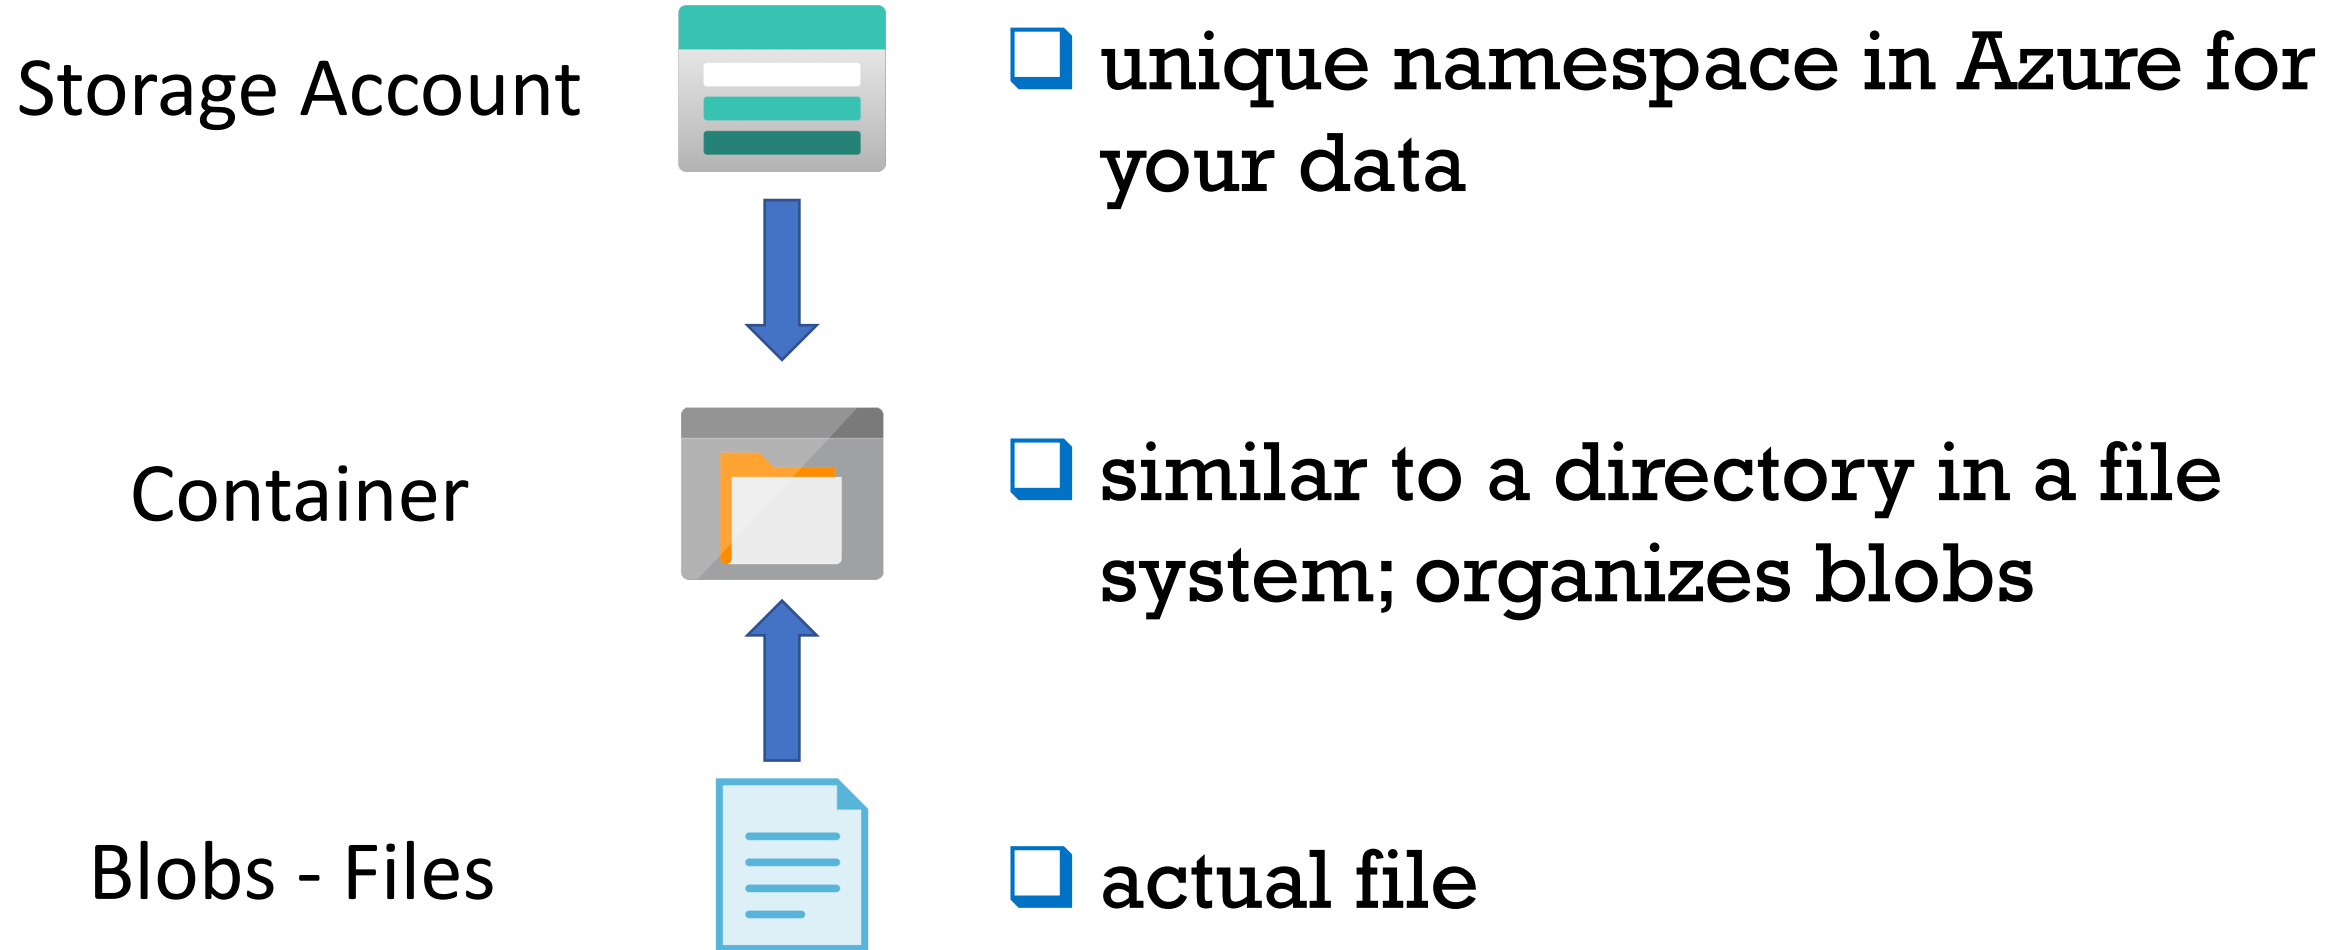 Storage Account
unique namespace in Azure for
your data
Container
similar to a directory in a file
system; organizes blobs
Blobs - Files
actual file